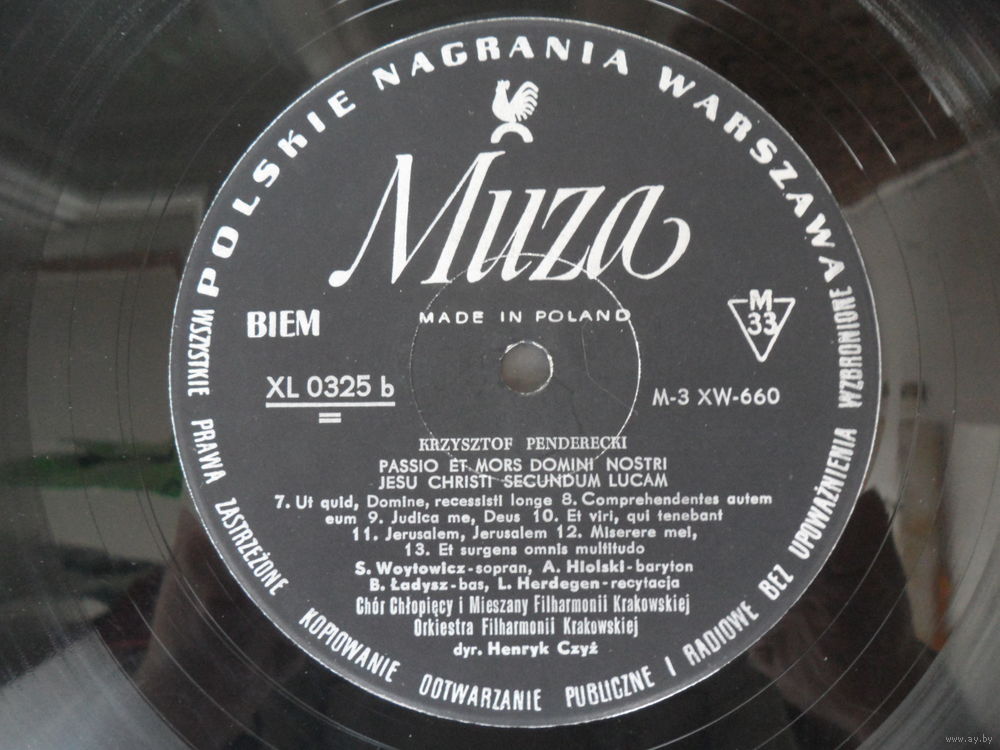 POLSKIE NAGRANIA WARSZAWA
Muza
MADE IN POLAND
BIEM
M
33
XL 0325 b
M-3 XW-660
KRZYSZTOF PENDERECKI
PASSIO ET MORS DOMINI NOSTRI
JESU CHRISTI SECUNDUM LUCAM
7. Ut quid, Domine, recessisti longe 8. Comprehendentes autem
eum 9. Judica me, Deus 10. Et viri, qui tenebant
11. Jerusalem, Jerusalem 12. Miserere mei,
13. Et surgens omnis multitudo
S. Woytowicz-sopran, A. Hiolski-baryton
B. Ładysz-bas, L. Herdegen-recytacja
Chór Chłopięcy i Mieszany Filharmonii Krakowskiej
Orkiestra Filharmonii Krakowskiej
dyr. Henryk Czyż
WSZYSTKIE PRAWA ZASTRZEŻONE KOPIOWANIE ODTWARZANIE PUBLICZNE I RADIOWE BEZ UPOWAŻNIENIA WZBRONIONE
www.ay.by